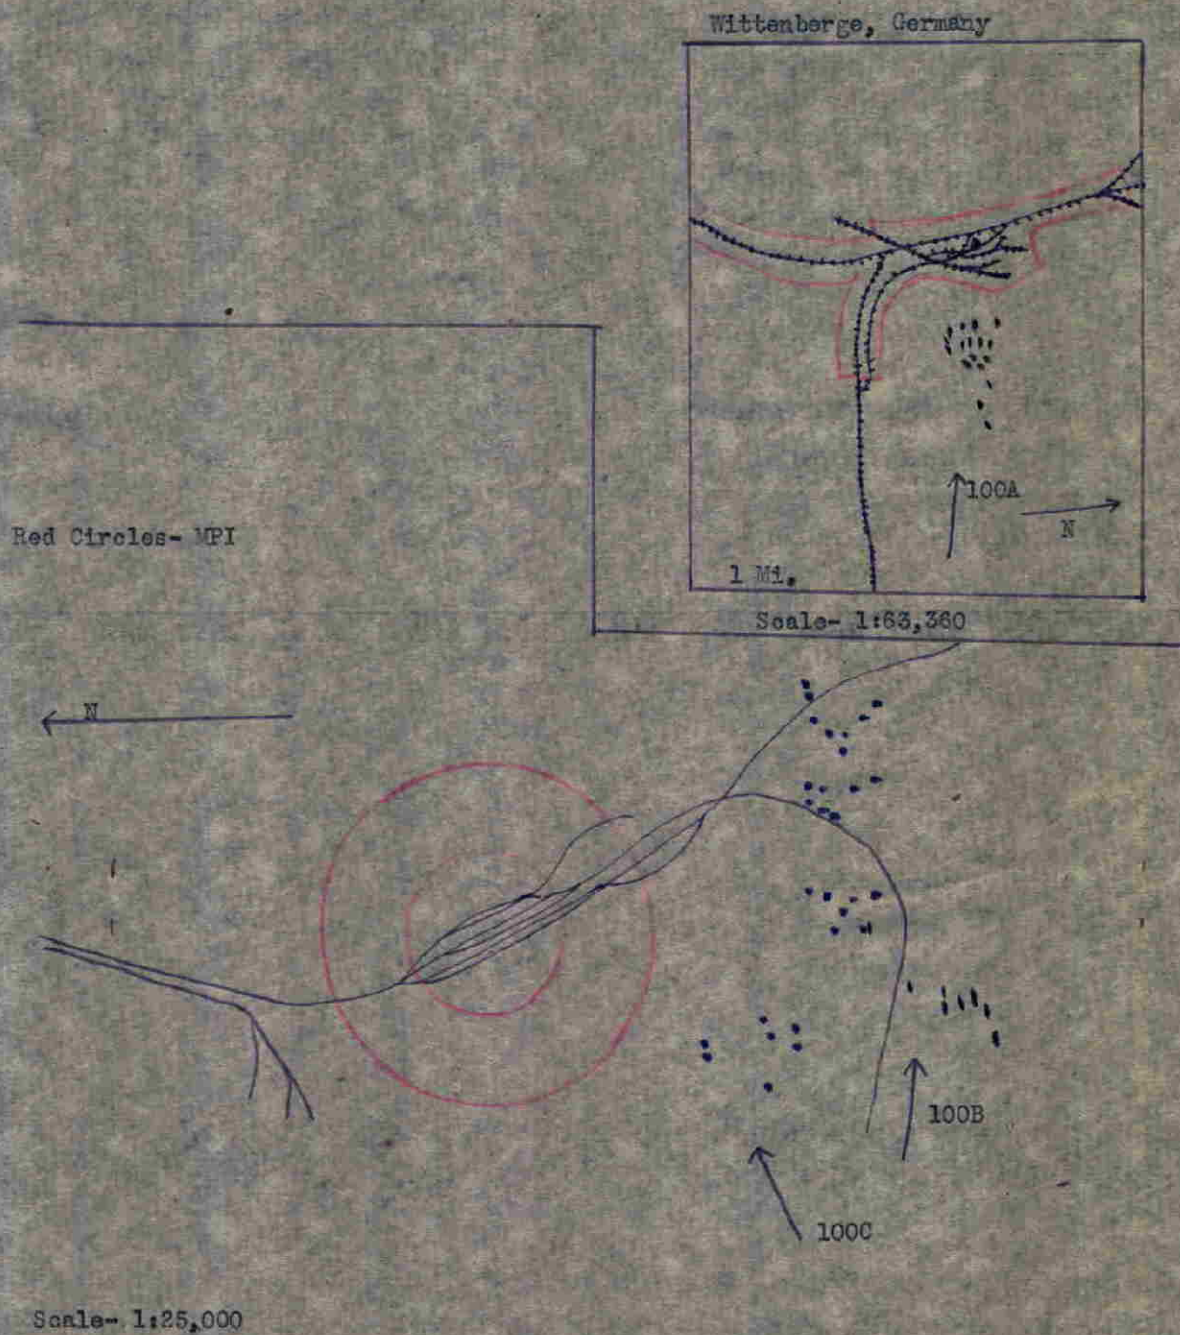 Wittenberge, Germany
100A
N
1 Mi.
Scale- 1:63,360
Red Circles- MPI
N
100B
100C
Scale- 1:25,000